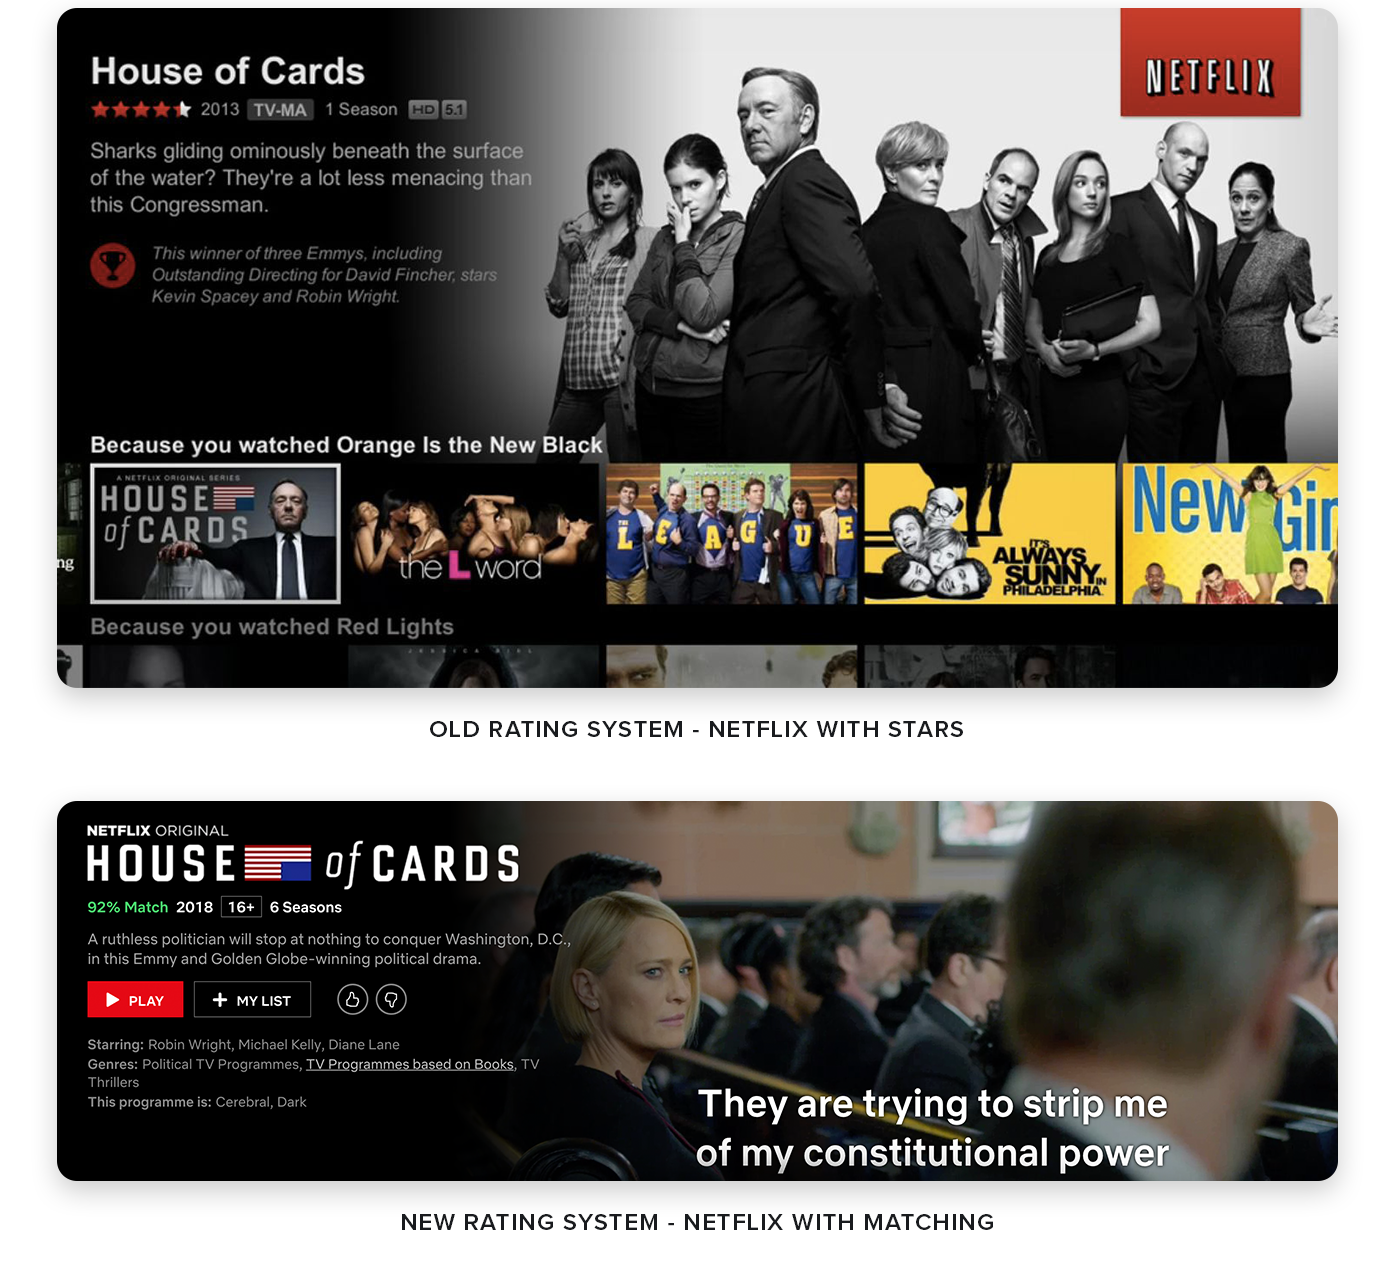 NETFLIX
House of Cards
2013 TV-MA 1 Season HD 5.1
Sharks gliding ominously beneath the surface
of the water? They're a lot less menacing than
this Congressman.
This winner of three Emmys, including
Outstanding Directing for David Fincher, stars
Kevin Spacey and Robin Wright.
Because you watched Orange Is the New Black
ng
A NETFLIX ORIGINAL SERIES
HOUSE
of CARDS
the L word
THE
LEAGUE
IT'S
ALWAYS
SUNNY IN
PHILADELPHIA
New Gir
Because you watched Red Lights
JESSICA BIEL
OLD RATING SYSTEM - NETFLIX WITH STARS
NETFLIX ORIGINAL
HOUSE of CARDS
92% Match 2018 16+ 6 Seasons
A ruthless politician will stop at nothing to conquer Washington, D.C.,
in this Emmy and Golden Globe-winning political drama.
PLAY + MY LIST
Starring: Robin Wright, Michael Kelly, Diane Lane
Genres: Political TV Programmes, TV Programmes based on Books, TV
Thrillers
This programme is: Cerebral, Dark
They are trying to strip me
of my constitutional power
NEW RATING SYSTEM - NETFLIX WITH MATCHING